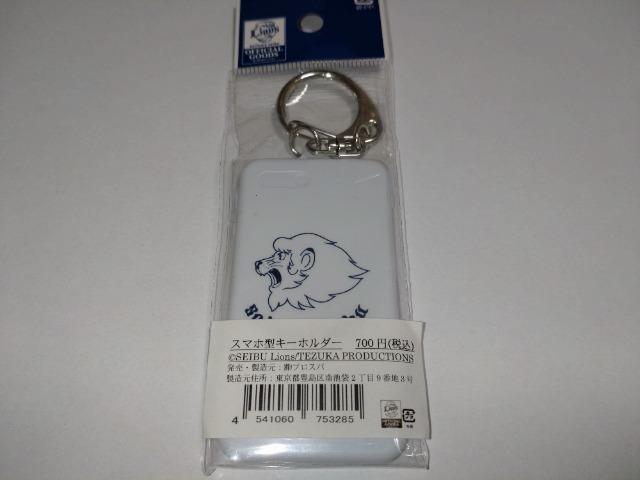 Lions
OFFICIAL
GOODS
スマホ型キーホルダー 700円(税込)
©SEIBU Lions/TEZUKA PRODUCTIONS
発売・製造元:㈱プロスパ
製造元住所:東京都豊島区南池袋2丁目9番地3号
4 541060 753285